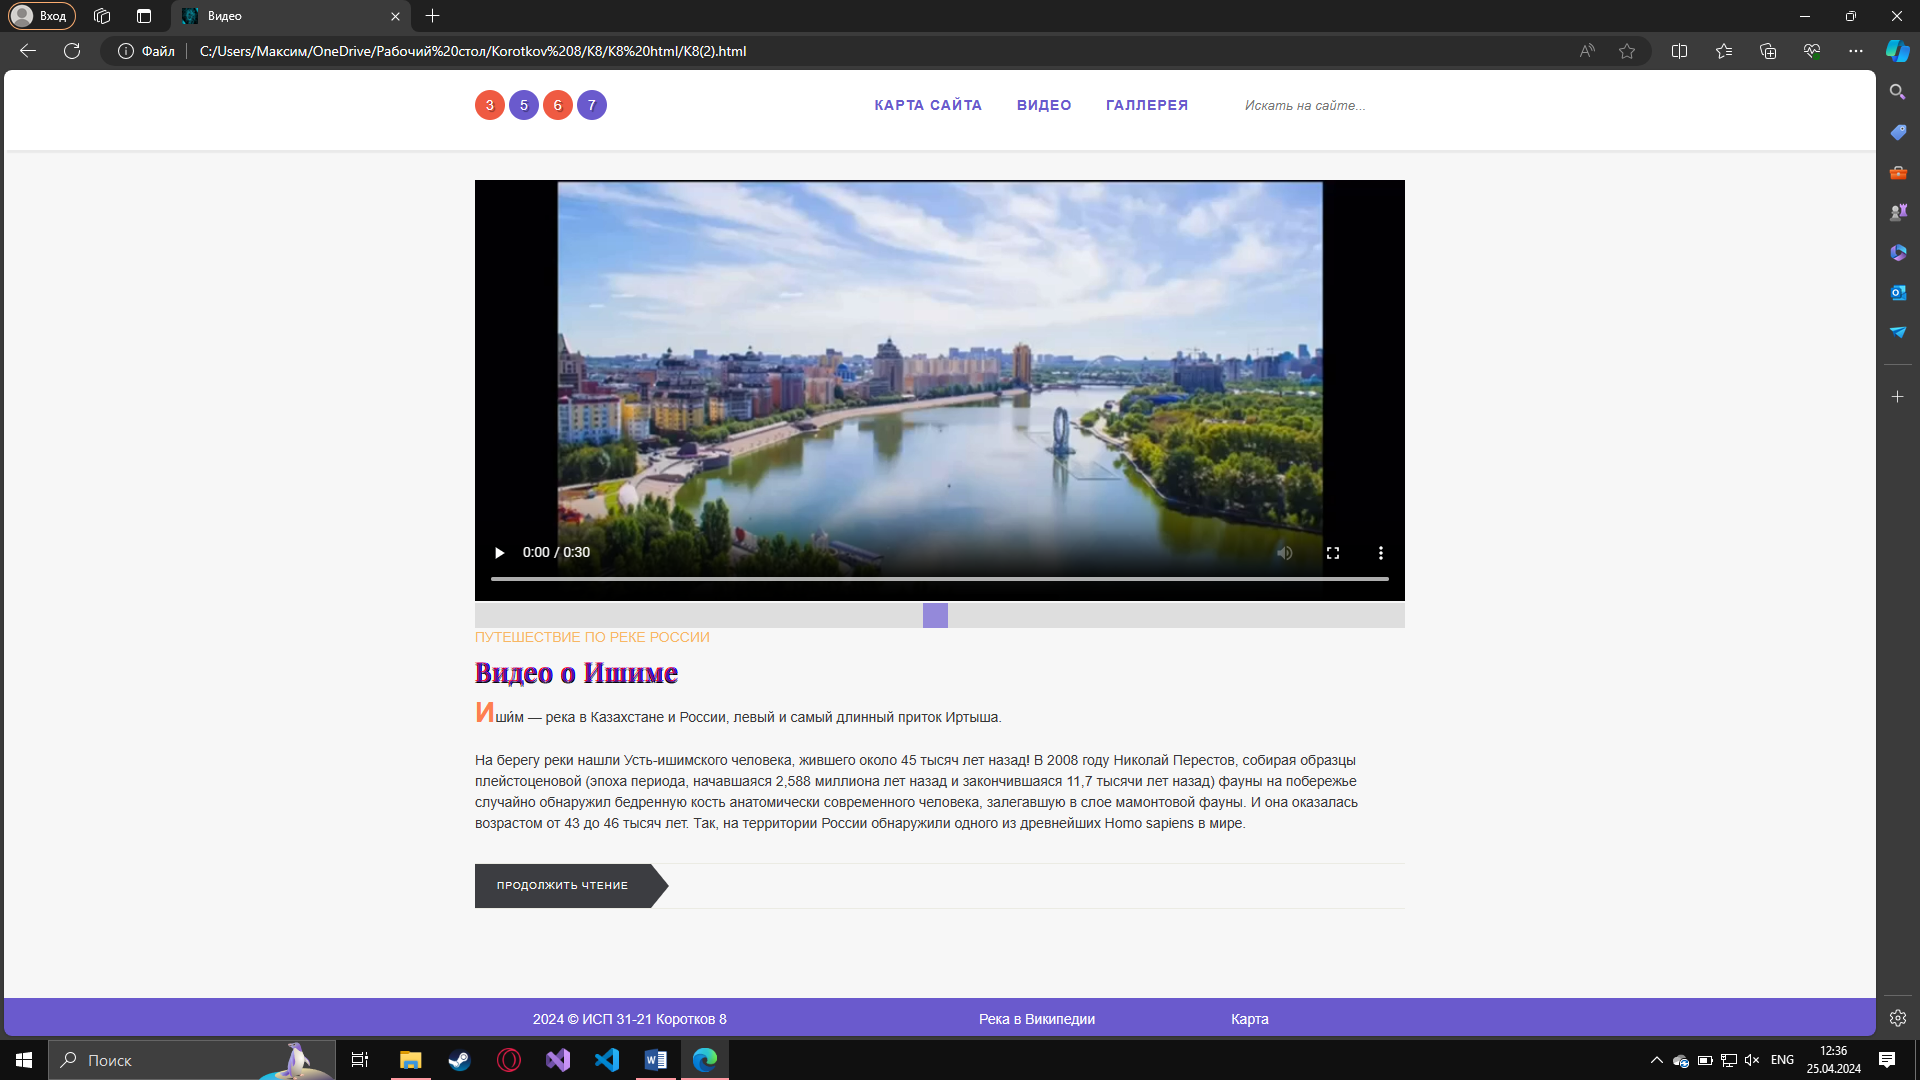 Вход
Видео
Файл
C:/Users/Максим/OneDrive/Рабочий%20стол/Korotkov%208/K8/K8%20html/K8(2).html
3 5 6 7
КАРТА САЙТА ВИДЕО ГАЛЛЕРЕЯ Искать на сайте...
0:00 / 0:30
ПУТЕШЕСТВИЕ ПО РЕКЕ РОССИИ
Видео о Ишиме
Иши́м — река в Казахстане и России, левый и самый длинный приток Иртыша.
На берегу реки нашли Усть-ишимского человека, жившего около 45 тысяч лет назад! В 2008 году Николай Перестов, собирая образцы
плейстоценовой (эпоха периода, начавшаяся 2,588 миллиона лет назад и закончившаяся 11,7 тысячи лет назад) фауны на побережье
случайно обнаружил бедренную кость анатомически современного человека, залегавшую в слое мамонтовой фауны. И она оказалась
возрастом от 43 до 46 тысяч лет. Так, на территории России обнаружили одного из древнейших Homo sapiens в мире.
ПРОДОЛЖИТЬ ЧТЕНИЕ
2024 © ИСП 31-21 Коротков 8 Река в Википедии Карта
Поиск
ENG
12:36
25.04.2024